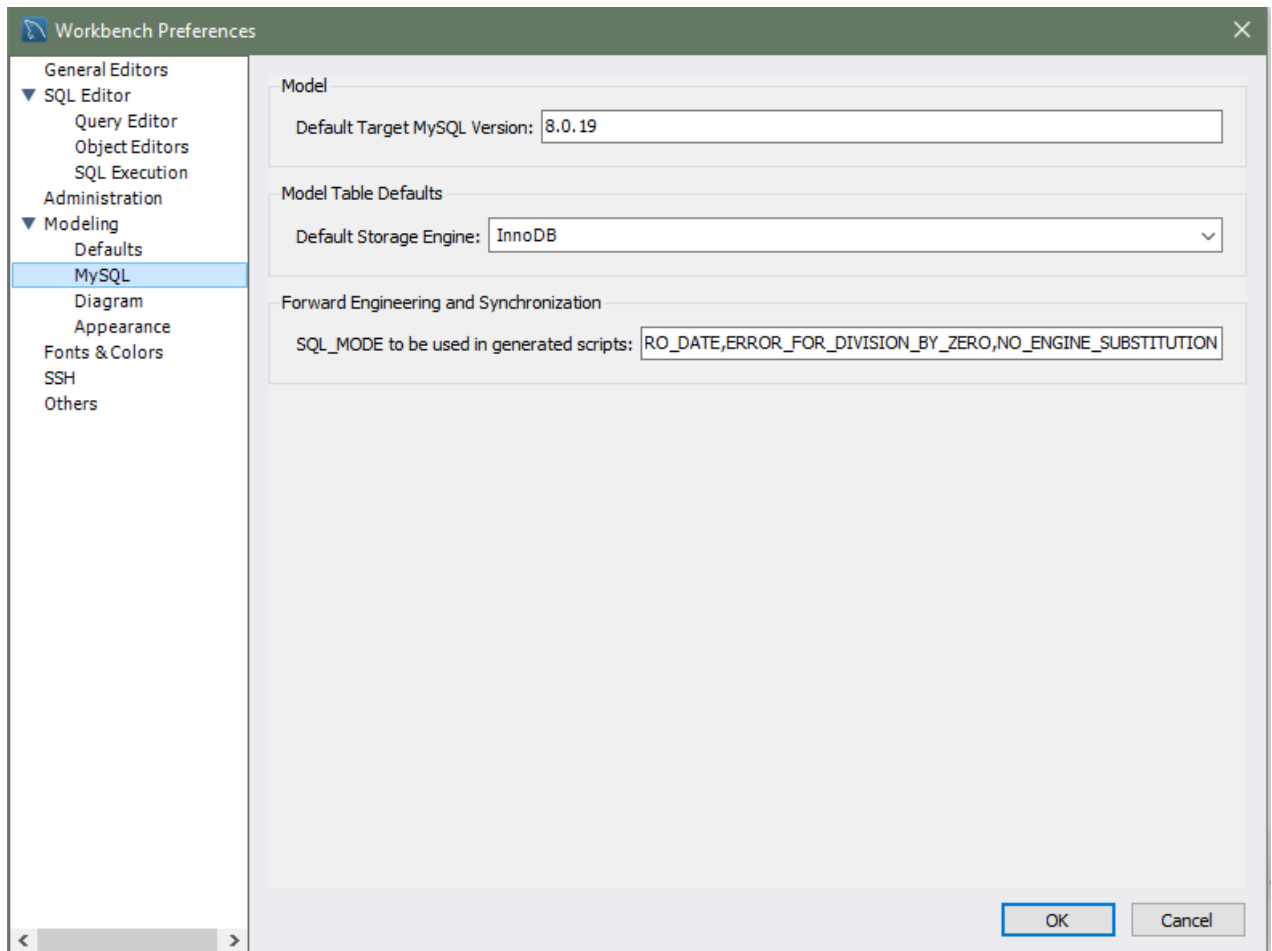 Workbench Preferences
General Editors
SQL Editor
Query Editor
Object Editors
SQL Execution
Administration
Modeling
Defaults
MySQL
Diagram
Appearance
Fonts & Colors
SSH
Others
Model
Default Target MySQL Version: 8.0.19
Model Table Defaults
Default Storage Engine: InnoDB
Forward Engineering and Synchronization
SQL_MODE to be used in generated scripts: RO_DATE,ERROR_FOR_DIVISION_BY_ZERO,NO_ENGINE_SUBSTITUTION
OK Cancel